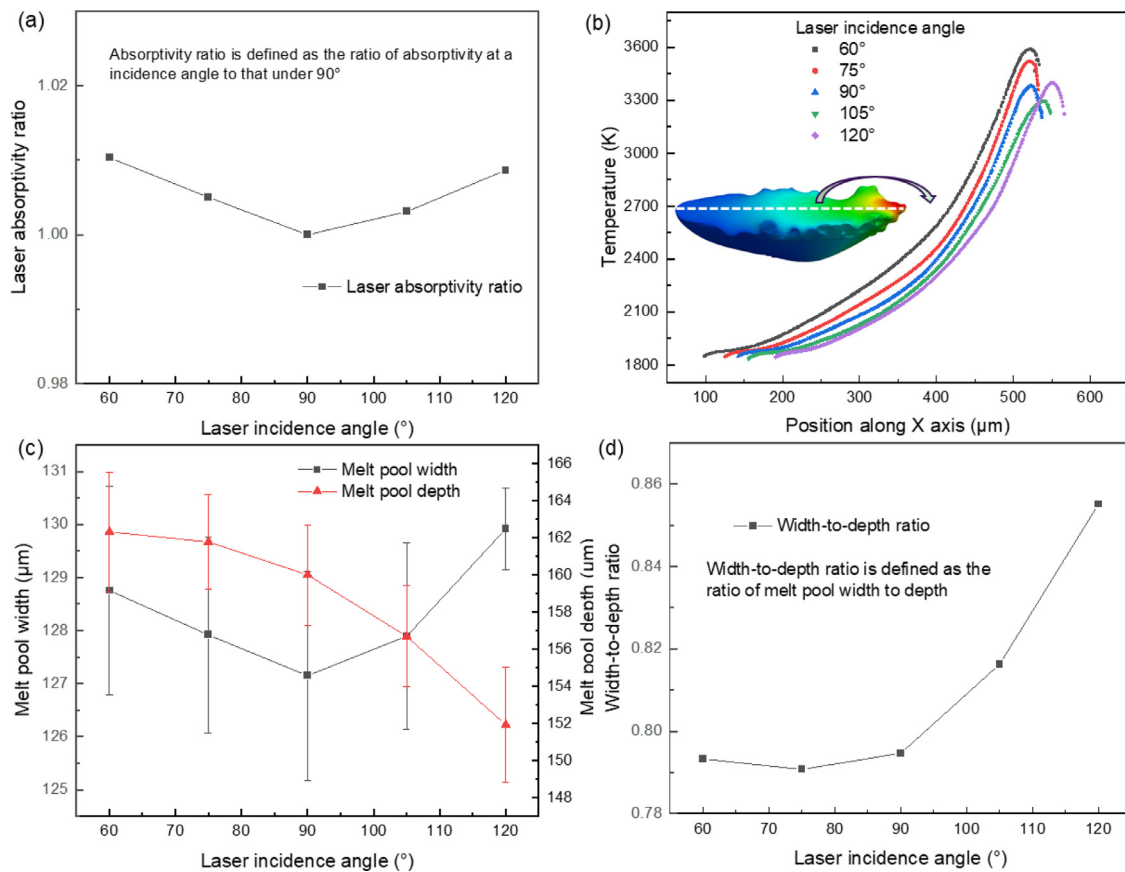 (a)
Absorptivity ratio is defined as the ratio of absorptivity at a
incidence angle to that under 90°
1.02
1.00
0.98
Laser absorptivity ratio
Laser absorptivity ratio
60 70 80 90 100 110 120
Laser incidence angle (°)
(b)
Laser incidence angle
60°
75°
90°
105°
120°
3600
3300
3000
2700
2400
2100
1800
Temperature (K)
100 200 300 400 500 600
Position along X axis (μm)
(c)
Melt pool width
Melt pool depth
131
130
129
128
127
126
125
Melt pool width (μm)
166
164
162
160
158
156
154
152
150
148
Melt pool depth (μm)
60 70 80 90 100 110 120
Laser incidence angle (°)
(d)
Width-to-depth ratio
Width-to-depth ratio is defined as the
ratio of melt pool width to depth
0.86
0.84
0.82
0.80
0.78
Width-to-depth ratio
60 70 80 90 100 110 120
Laser incidence angle (°)